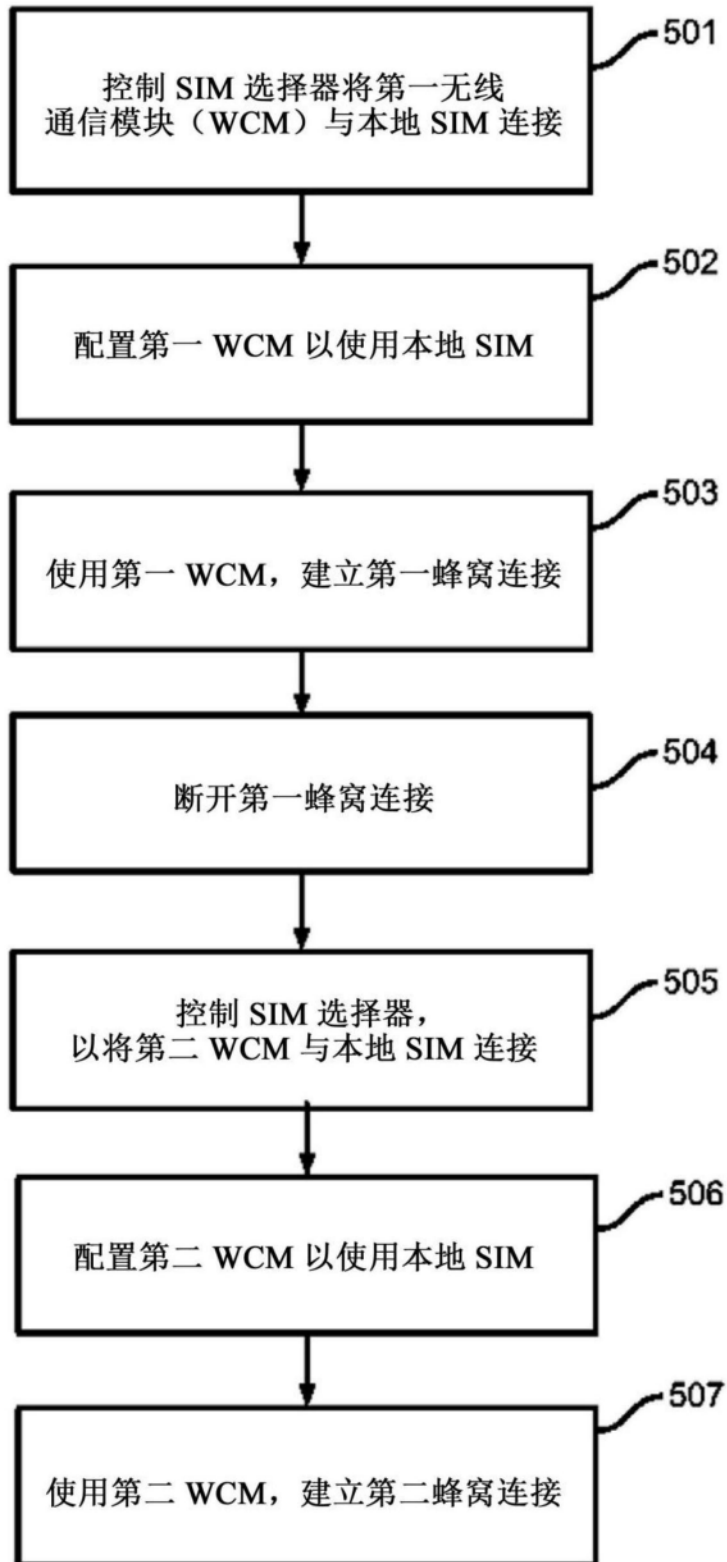 501
控制 SIM 选择器将第一无线
通信模块（WCM）与本地 SIM 连接
502
配置第一 WCM 以使用本地 SIM
503
使用第一 WCM，建立第一蜂窝连接
504
断开第一蜂窝连接
505
控制 SIM 选择器，
以将第二 WCM 与本地 SIM 连接
506
配置第二 WCM 以使用本地 SIM
507
使用第二 WCM，建立第二蜂窝连接